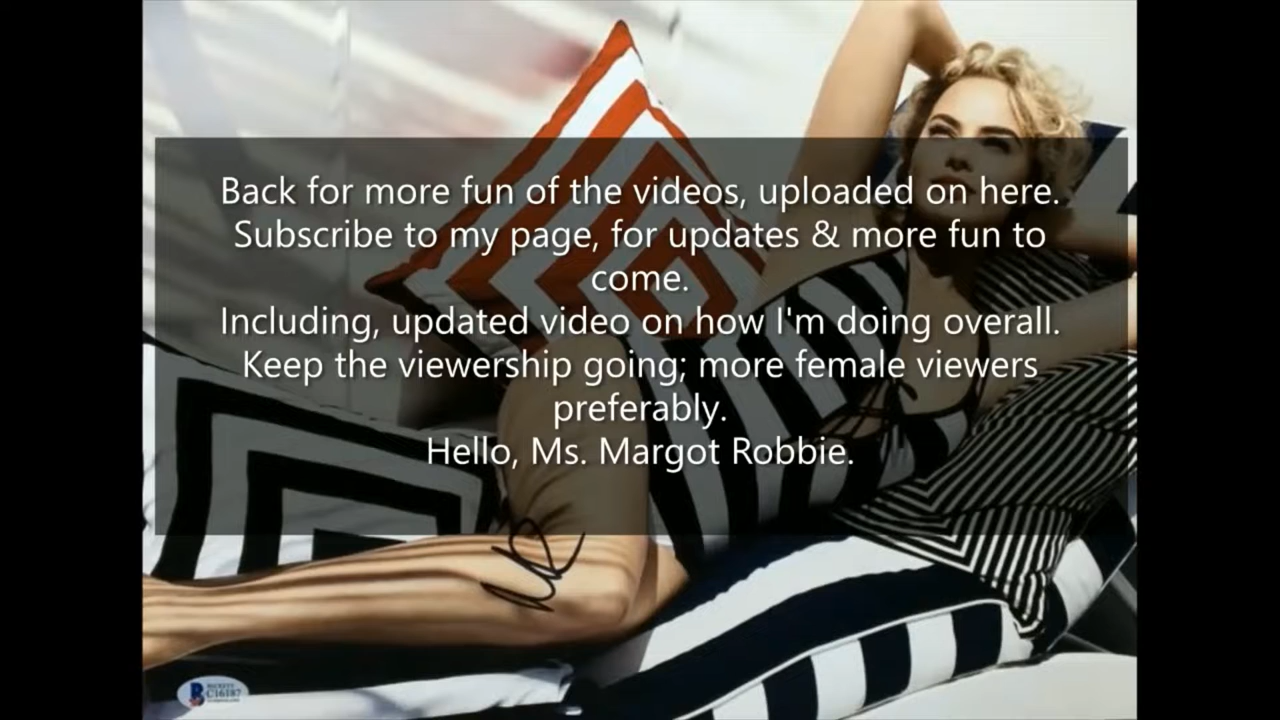 Back for more fun of the videos, uploaded on here.
Subscribe to my page, for updates & more fun to
come.
Including, updated video on how I'm doing overall.
Keep the viewership going; more female viewers
preferably.
Hello, Ms. Margot Robbie.
BECKETT
C16187